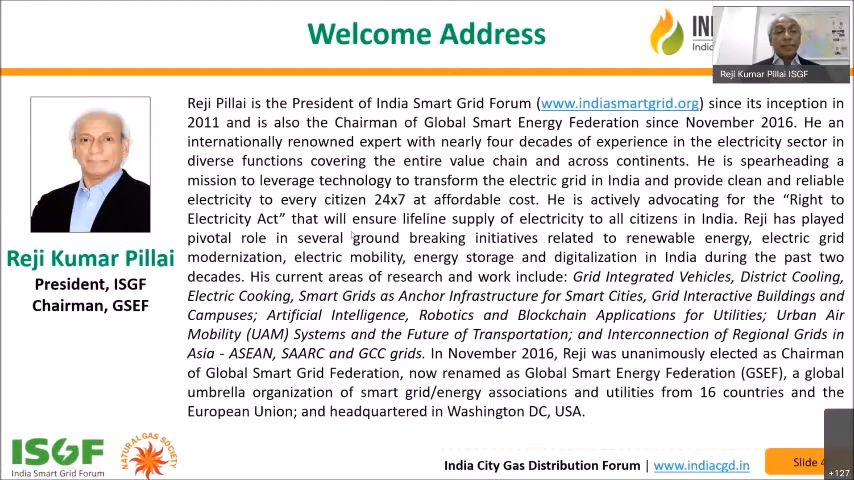 Welcome Address
IN
Indi
Reji Kumar Pillai ISGF
Reji Pillai is the President of India Smart Grid Forum (www.indiasmartgrid.org) since its inception in
2011 and is also the Chairman of Global Smart Energy Federation since November 2016. He an
internationally renowned expert with nearly four decades of experience in the electricity sector in
diverse functions covering the entire value chain and across continents. He is spearheading a
mission to leverage technology to transform the electric grid in India and provide clean and reliable
electricity to every citizen 24x7 at affordable cost. He is actively advocating for the “Right to
Electricity Act” that will ensure lifeline supply of electricity to all citizens in India. Reji has played
pivotal role in several ground breaking initiatives related to renewable energy, electric grid
modernization, electric mobility, energy storage and digitalization in India during the past two
decades. His current areas of research and work include: Grid Integrated Vehicles, District Cooling,
Electric Cooking, Smart Grids as Anchor Infrastructure for Smart Cities, Grid Interactive Buildings and
Campuses; Artificial Intelligence, Robotics and Blockchain Applications for Utilities; Urban Air
Mobility (UAM) Systems and the Future of Transportation; and Interconnection of Regional Grids in
Asia - ASEAN, SAARC and GCC grids. In November 2016, Reji was unanimously elected as Chairman
of Global Smart Grid Federation, now renamed as Global Smart Energy Federation (GSEF), a global
umbrella organization of smart grid/energy associations and utilities from 16 countries and the
European Union; and headquartered in Washington DC, USA.
Reji Kumar Pillai
President, ISGF
Chairman, GSEF
ISGF
India Smart Grid Forum
NATURAL GAS SOCIETY
India City Gas Distribution Forum | www.indiacgd.in
Slide 4
+127